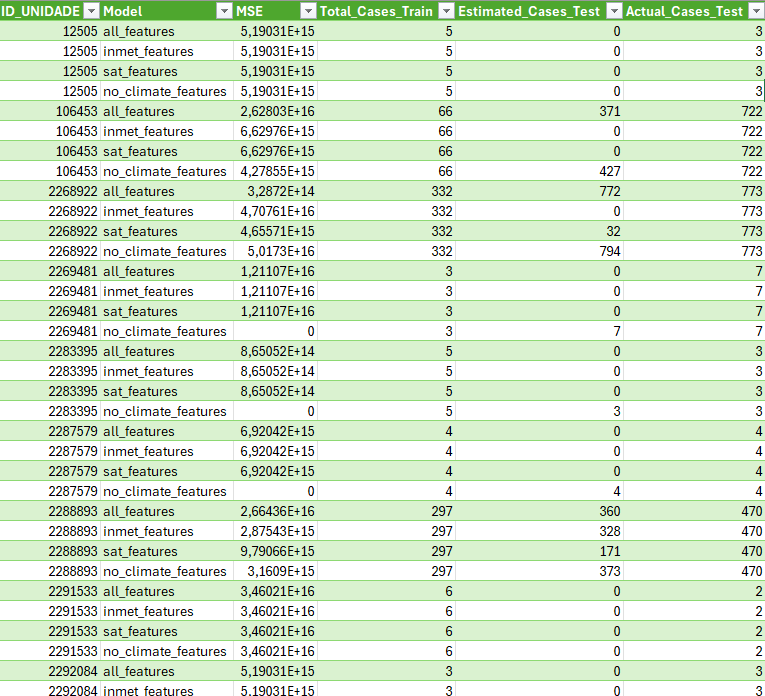 ID_UNIDADE Model MSE Total_Cases_Train Estimated_Cases_Test Actual_Cases_Test
12505 all_features 5,19031E+15 5 0 3
12505 inmet_features 5,19031E+15 5 0 3
12505 sat_features 5,19031E+15 5 0 3
12505 no_climate_features 5,19031E+15 5 0 3
106453 all_features 2,62803E+16 66 371 722
106453 inmet_features 6,62976E+15 66 0 722
106453 sat_features 6,62976E+15 66 0 722
106453 no_climate_features 4,27855E+15 66 427 722
2268922 all_features 3,2872E+14 332 772 773
2268922 inmet_features 4,70761E+16 332 0 773
2268922 sat_features 4,65571E+15 332 32 773
2268922 no_climate_features 5,0173E+16 332 794 773
2269481 all_features 1,21107E+16 3 0 7
2269481 inmet_features 1,21107E+16 3 0 7
2269481 sat_features 1,21107E+16 3 0 7
2269481 no_climate_features 0 3 7 7
2283395 all_features 8,65052E+14 5 0 3
2283395 inmet_features 8,65052E+14 5 0 3
2283395 sat_features 8,65052E+14 5 0 3
2283395 no_climate_features 0 5 3 3
2287579 all_features 6,92042E+15 4 0 4
2287579 inmet_features 6,92042E+15 4 0 4
2287579 sat_features 6,92042E+15 4 0 4
2287579 no_climate_features 0 4 4 4
2288893 all_features 2,66436E+16 297 360 470
2288893 inmet_features 2,87543E+15 297 328 470
2288893 sat_features 9,79066E+15 297 171 470
2288893 no_climate_features 3,1609E+15 297 373 470
2291533 all_features 3,46021E+16 6 0 2
2291533 inmet_features 3,46021E+16 6 0 2
2291533 sat_features 3,46021E+16 6 0 2
2291533 no_climate_features 3,46021E+16 6 0 2
2292084 all_features 5,19031E+15 3 0 3
2292084 inmet_features 5,19031E+15 3 0 3